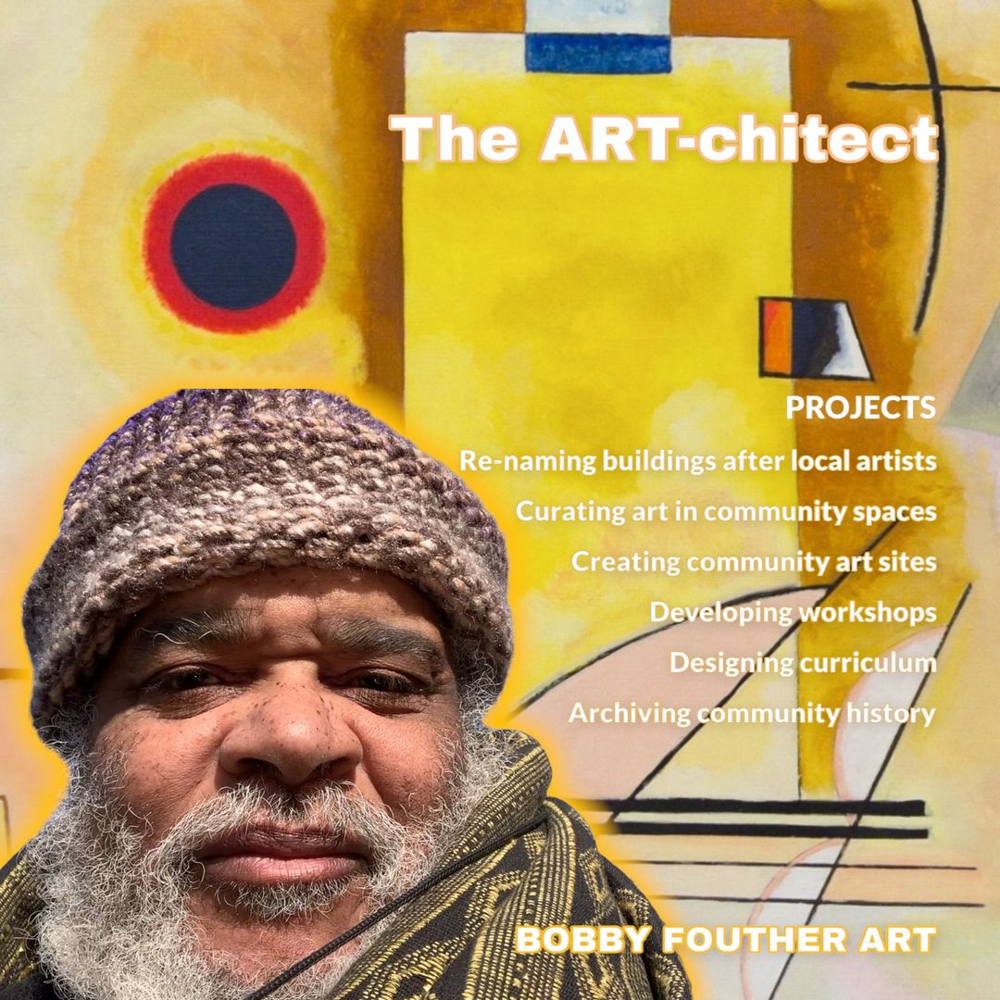 The ART-chitect
PROJECTS
Re-naming buildings after local artists
Curating art in community spaces
Creating community art sites
Developing workshops
Designing curriculum
Archiving community history
BOBBY FOUTHER ART